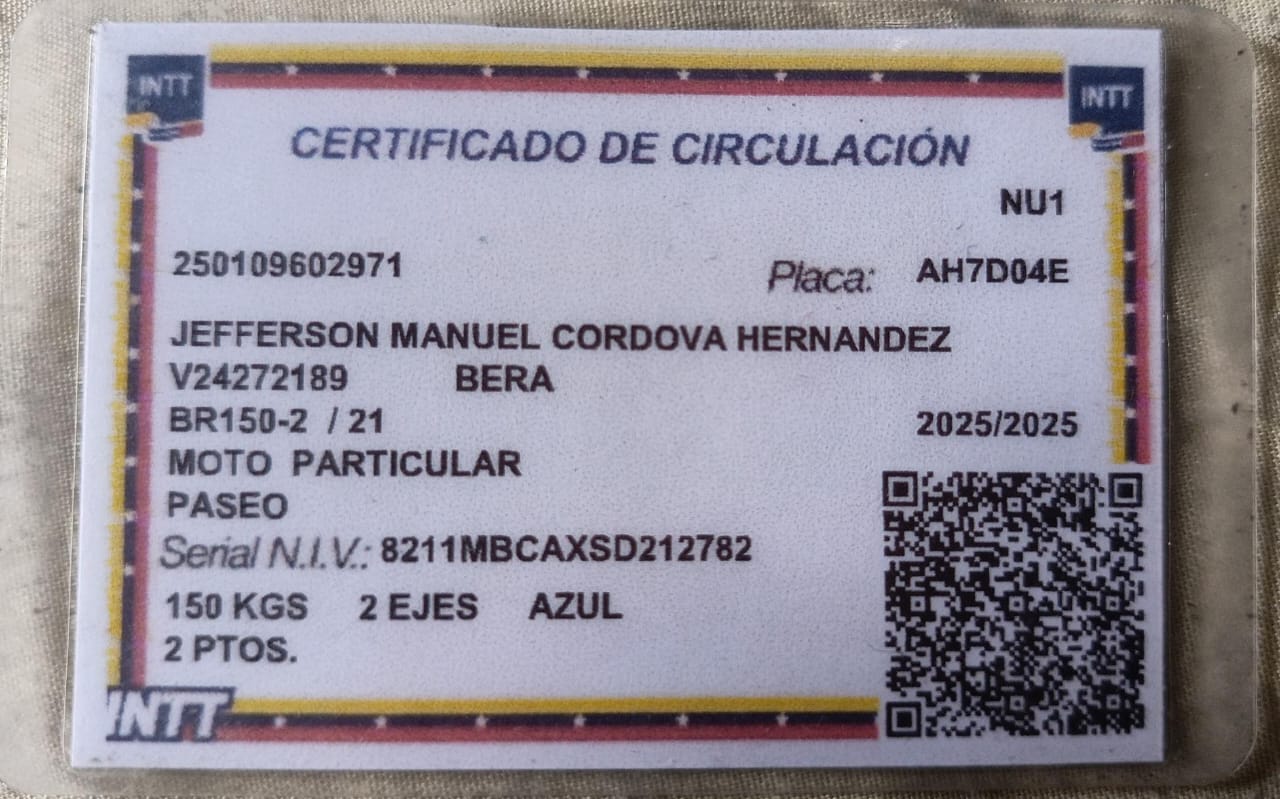 INTT
INTT
CERTIFICADO DE CIRCULACIÓN
NU1
250109602971 Placa: AH7D04E
JEFFERSON MANUEL CORDOVA HERNANDEZ
V24272189 BERA
BR150-2 / 21 2025/2025
MOTO PARTICULAR
PASEO
Serial N.I.V.: 8211MBCAXSD212782
150 KGS 2 EJES AZUL
2 PTOS.
INTT